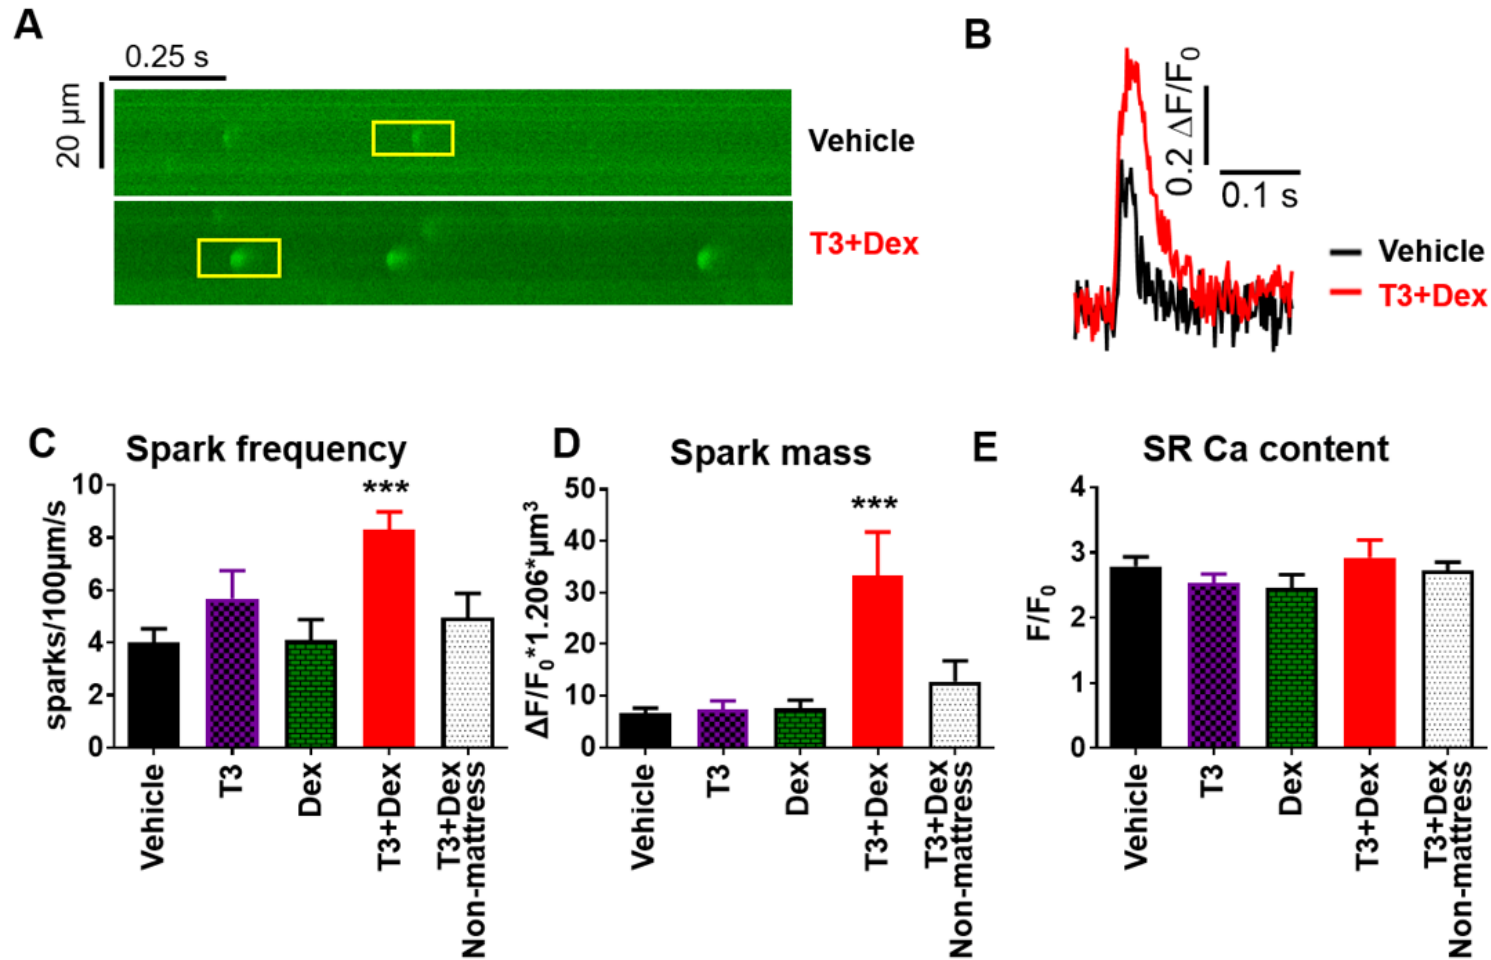 A
0.25 s
20 µm
Vehicle
T3+Dex
B
0.2 ΔF/F0
0.1 s
Vehicle
T3+Dex
C
Spark frequency
sparks/100µm/s
10
8
6
4
2
0
***
Vehicle
T3
Dex
T3+Dex
T3+Dex
Non-mattress
D
Spark mass
ΔF/F0*1.206*µm3
50
40
30
20
10
0
***
Vehicle
T3
Dex
T3+Dex
T3+Dex
Non-mattress
E
SR Ca content
F/F0
4
3
2
1
0
Vehicle
T3
Dex
T3+Dex
T3+Dex
Non-mattress